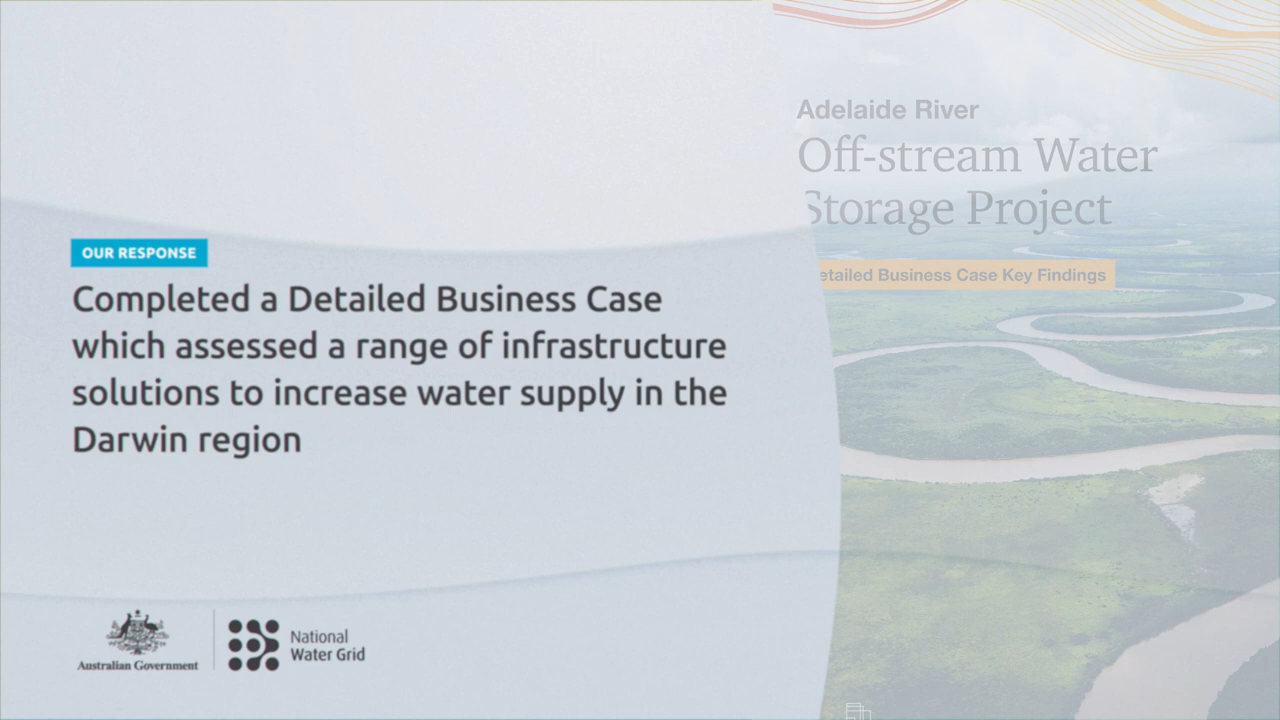 OUR RESPONSE
Completed a Detailed Business Case
which assessed a range of infrastructure
solutions to increase water supply in the
Darwin region
Australian Government
National
Water Grid
Adelaide River
Off-stream Water
Storage Project
etailed Business Case Key Findings